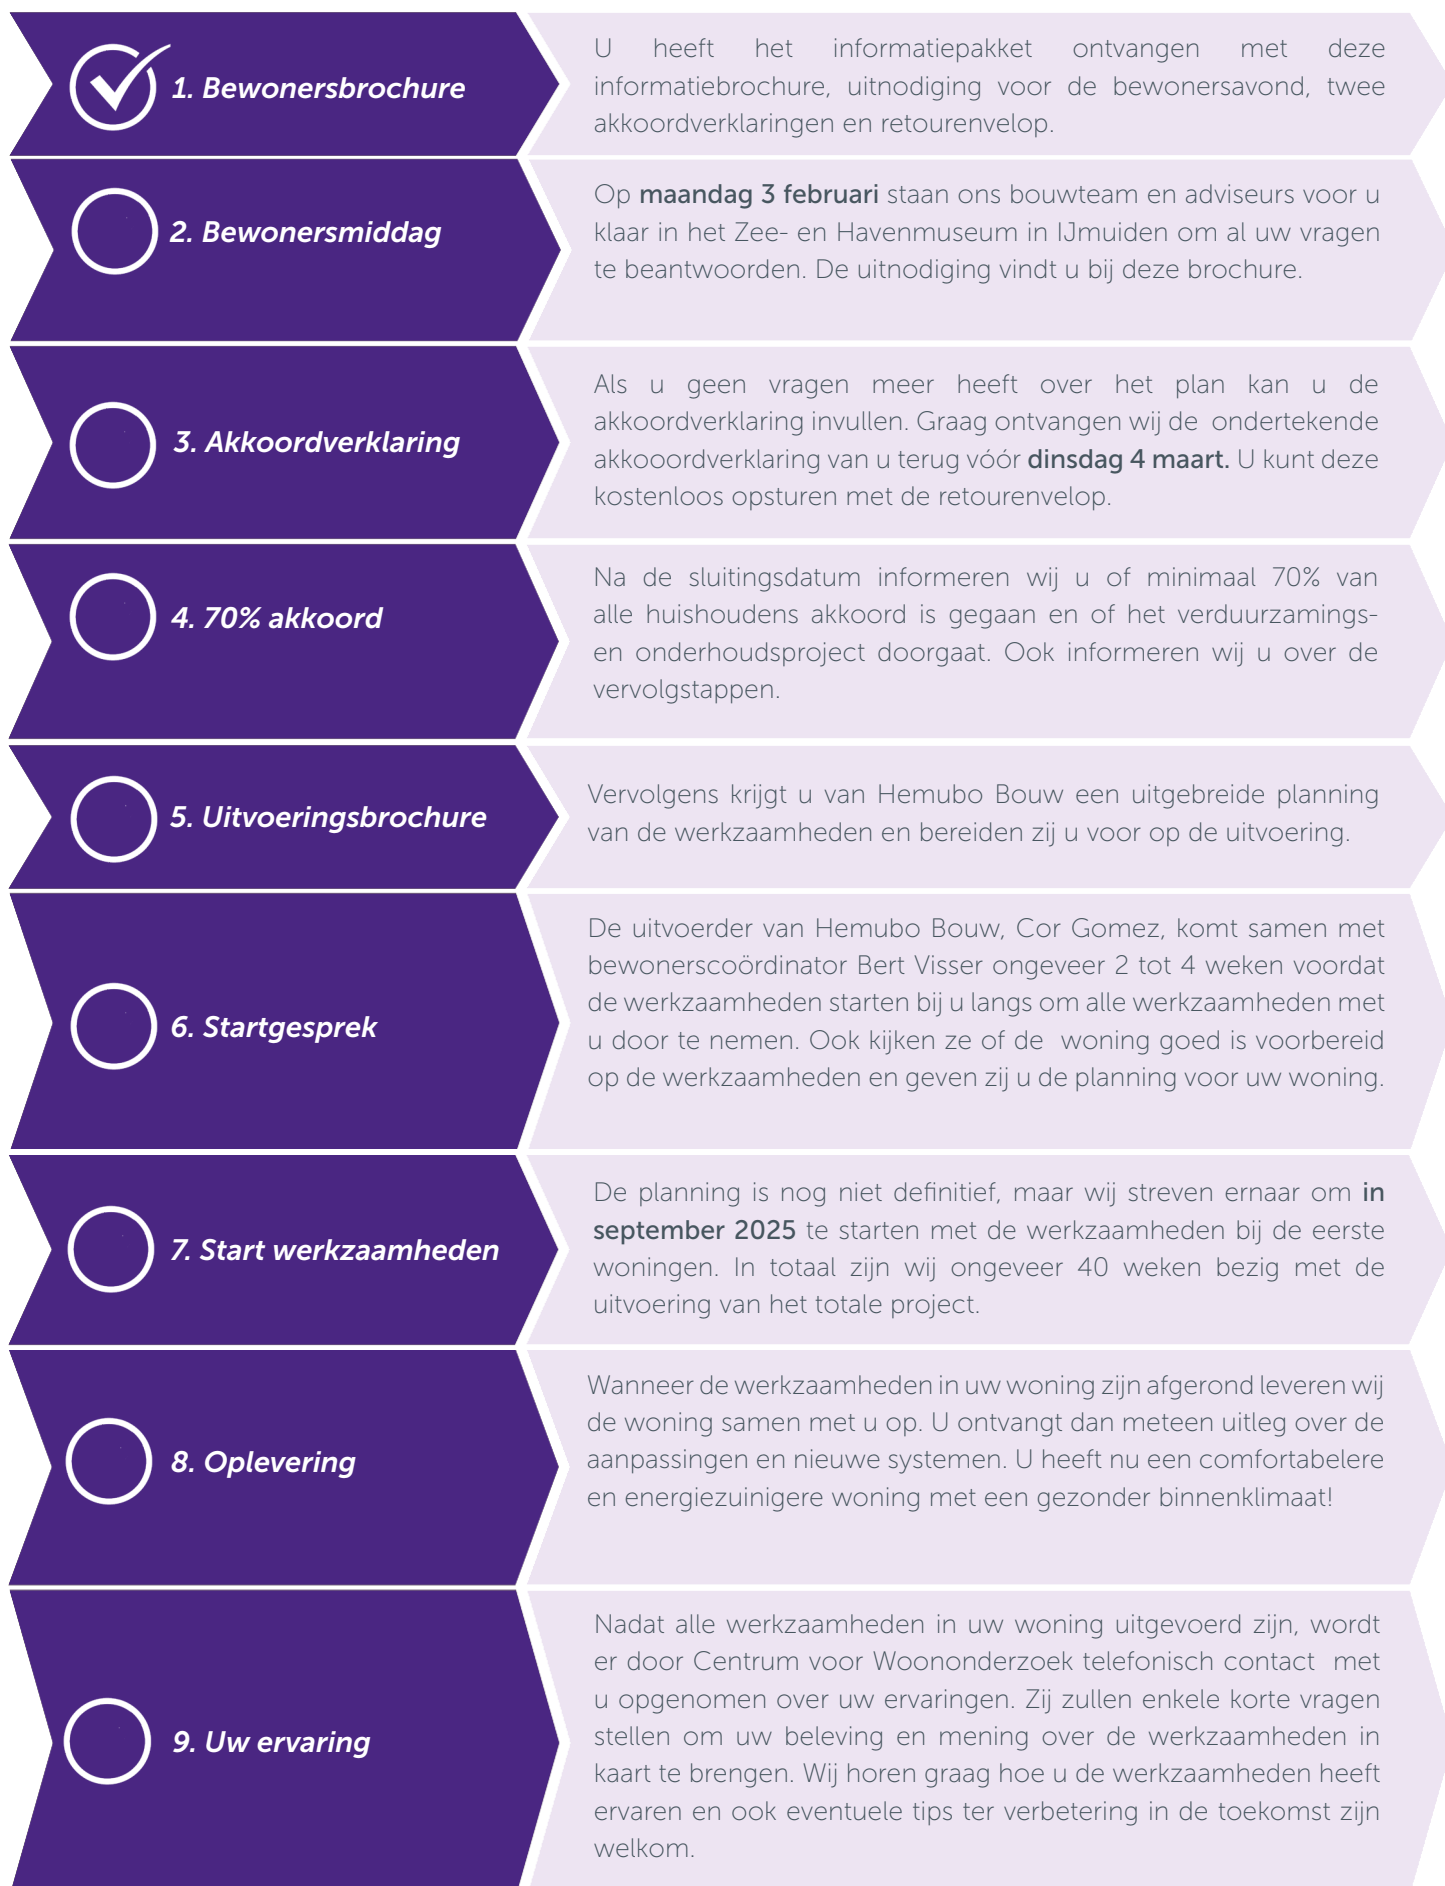 1. Bewonersbrochure
U heeft het informatiepakket ontvangen met deze
informatiebrochure, uitnodiging voor de bewonersavond, twee
akkoordverklaringen en retourenvelop.
2. Bewonersmiddag
Op maandag 3 februari staan ons bouwteam en adviseurs voor u
klaar in het Zee- en Havenmuseum in IJmuiden om al uw vragen
te beantwoorden. De uitnodiging vindt u bij deze brochure.
3. Akkoordverklaring
Als u geen vragen meer heeft over het plan kan u de
akkoordverklaring invullen. Graag ontvangen wij de ondertekende
akkooordverklaring van u terug vóór dinsdag 4 maart. U kunt deze
kostenloos opsturen met de retourenvelop.
4. 70% akkoord
Na de sluitingsdatum informeren wij u of minimaal 70% van
alle huishoudens akkoord is gegaan en of het verduurzamings-
en onderhoudsproject doorgaat. Ook informeren wij u over de
vervolgstappen.
5. Uitvoeringsbrochure
Vervolgens krijgt u van Hemubo Bouw een uitgebreide planning
van de werkzaamheden en bereiden zij u voor op de uitvoering.
6. Startgesprek
De uitvoerder van Hemubo Bouw, Cor Gomez, komt samen met
bewonerscoördinator Bert Visser ongeveer 2 tot 4 weken voordat
de werkzaamheden starten bij u langs om alle werkzaamheden met
u door te nemen. Ook kijken ze of de woning goed is voorbereid
op de werkzaamheden en geven zij u de planning voor uw woning.
7. Start werkzaamheden
De planning is nog niet definitief, maar wij streven ernaar om in
september 2025 te starten met de werkzaamheden bij de eerste
woningen. In totaal zijn wij ongeveer 40 weken bezig met de
uitvoering van het totale project.
8. Oplevering
Wanneer de werkzaamheden in uw woning zijn afgerond leveren wij
de woning samen met u op. U ontvangt dan meteen uitleg over de
aanpassingen en nieuwe systemen. U heeft nu een comfortabelere
en energiezuinigere woning met een gezonder binnenklimaat!
9. Uw ervaring
Nadat alle werkzaamheden in uw woning uitgevoerd zijn, wordt
er door Centrum voor Woononderzoek telefonisch contact met
u opgenomen over uw ervaringen. Zij zullen enkele korte vragen
stellen om uw beleving en mening over de werkzaamheden in
kaart te brengen. Wij horen graag hoe u de werkzaamheden heeft
ervaren en ook eventuele tips ter verbetering in de toekomst zijn
welkom.